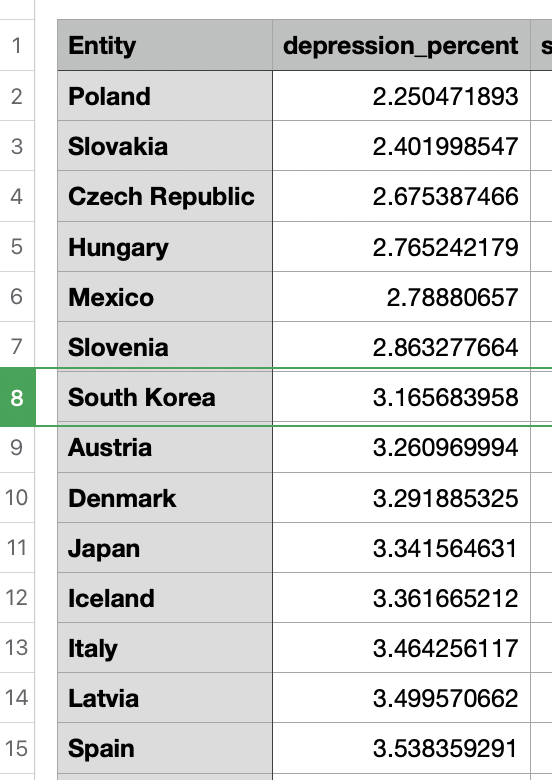 1 Entity depression_percent s
2 Poland 2.250471893
3 Slovakia 2.401998547
4 Czech Republic 2.675387466
5 Hungary 2.765242179
6 Mexico 2.78880657
7 Slovenia 2.863277664
8 South Korea 3.165683958
9 Austria 3.260969994
10 Denmark 3.291885325
11 Japan 3.341564631
12 Iceland 3.361665212
13 Italy 3.464256117
14 Latvia 3.499570662
15 Spain 3.538359291